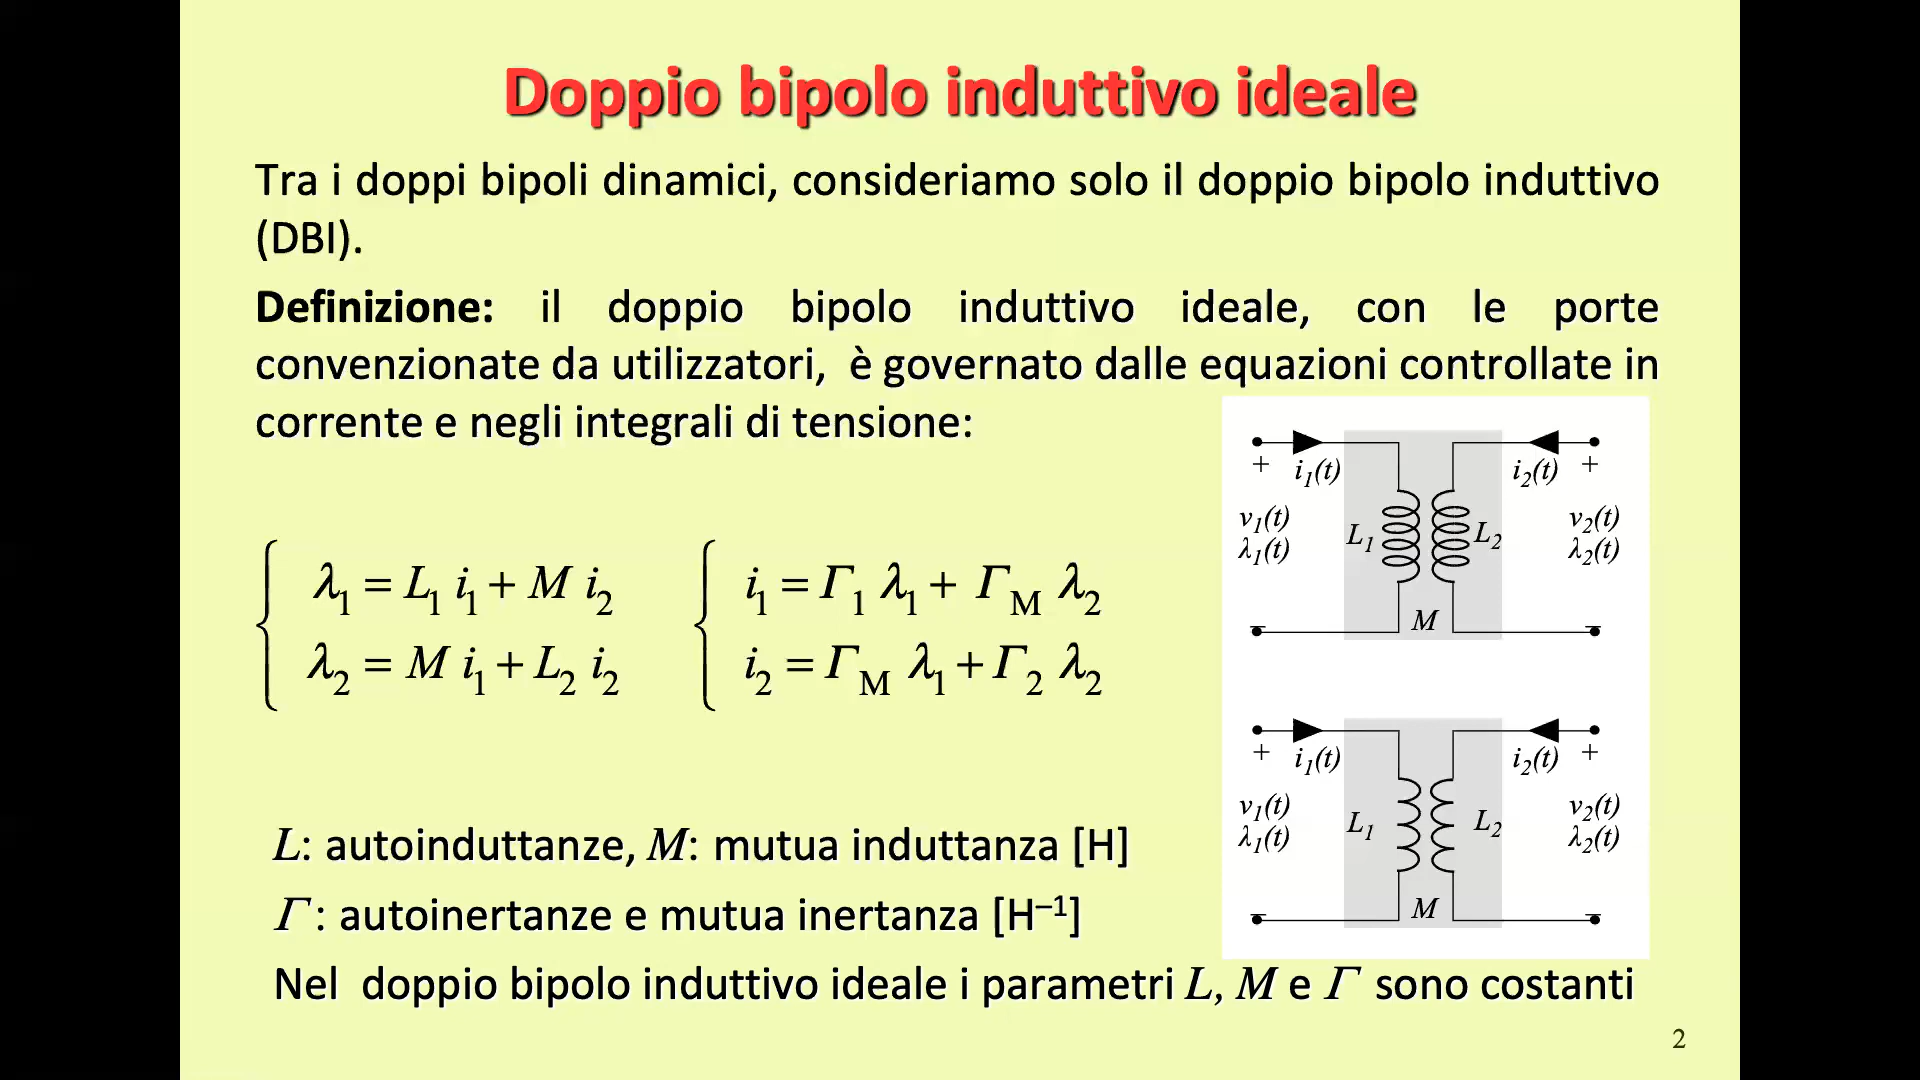 Doppio bipolo induttivo ideale
Tra i doppi bipoli dinamici, consideriamo solo il doppio bipolo induttivo
(DBI).
Definizione: il doppio bipolo induttivo ideale, con le porte
convenzionate da utilizzatori, è governato dalle equazioni controllate in
corrente e negli integrali di tensione:
λ₁ = L₁ i₁ + M i₂
λ₂ = M i₁ + L₂ i₂
i₁ = Γ₁ λ₁ + Γ_M λ₂
i₂ = Γ_M λ₁ + Γ₂ λ₂
i₁(t) i₂(t)
+ +
v₁(t) v₂(t)
λ₁(t) L₁ L₂ λ₂(t)
– M –
i₁(t) i₂(t)
+ +
v₁(t) v₂(t)
λ₁(t) L₁ L₂ λ₂(t)
– M –
L: autoinduttanze, M: mutua induttanza [H]
Γ : autoinertanze e mutua inertanza [H⁻¹]
Nel doppio bipolo induttivo ideale i parametri L, M e Γ sono costanti
2